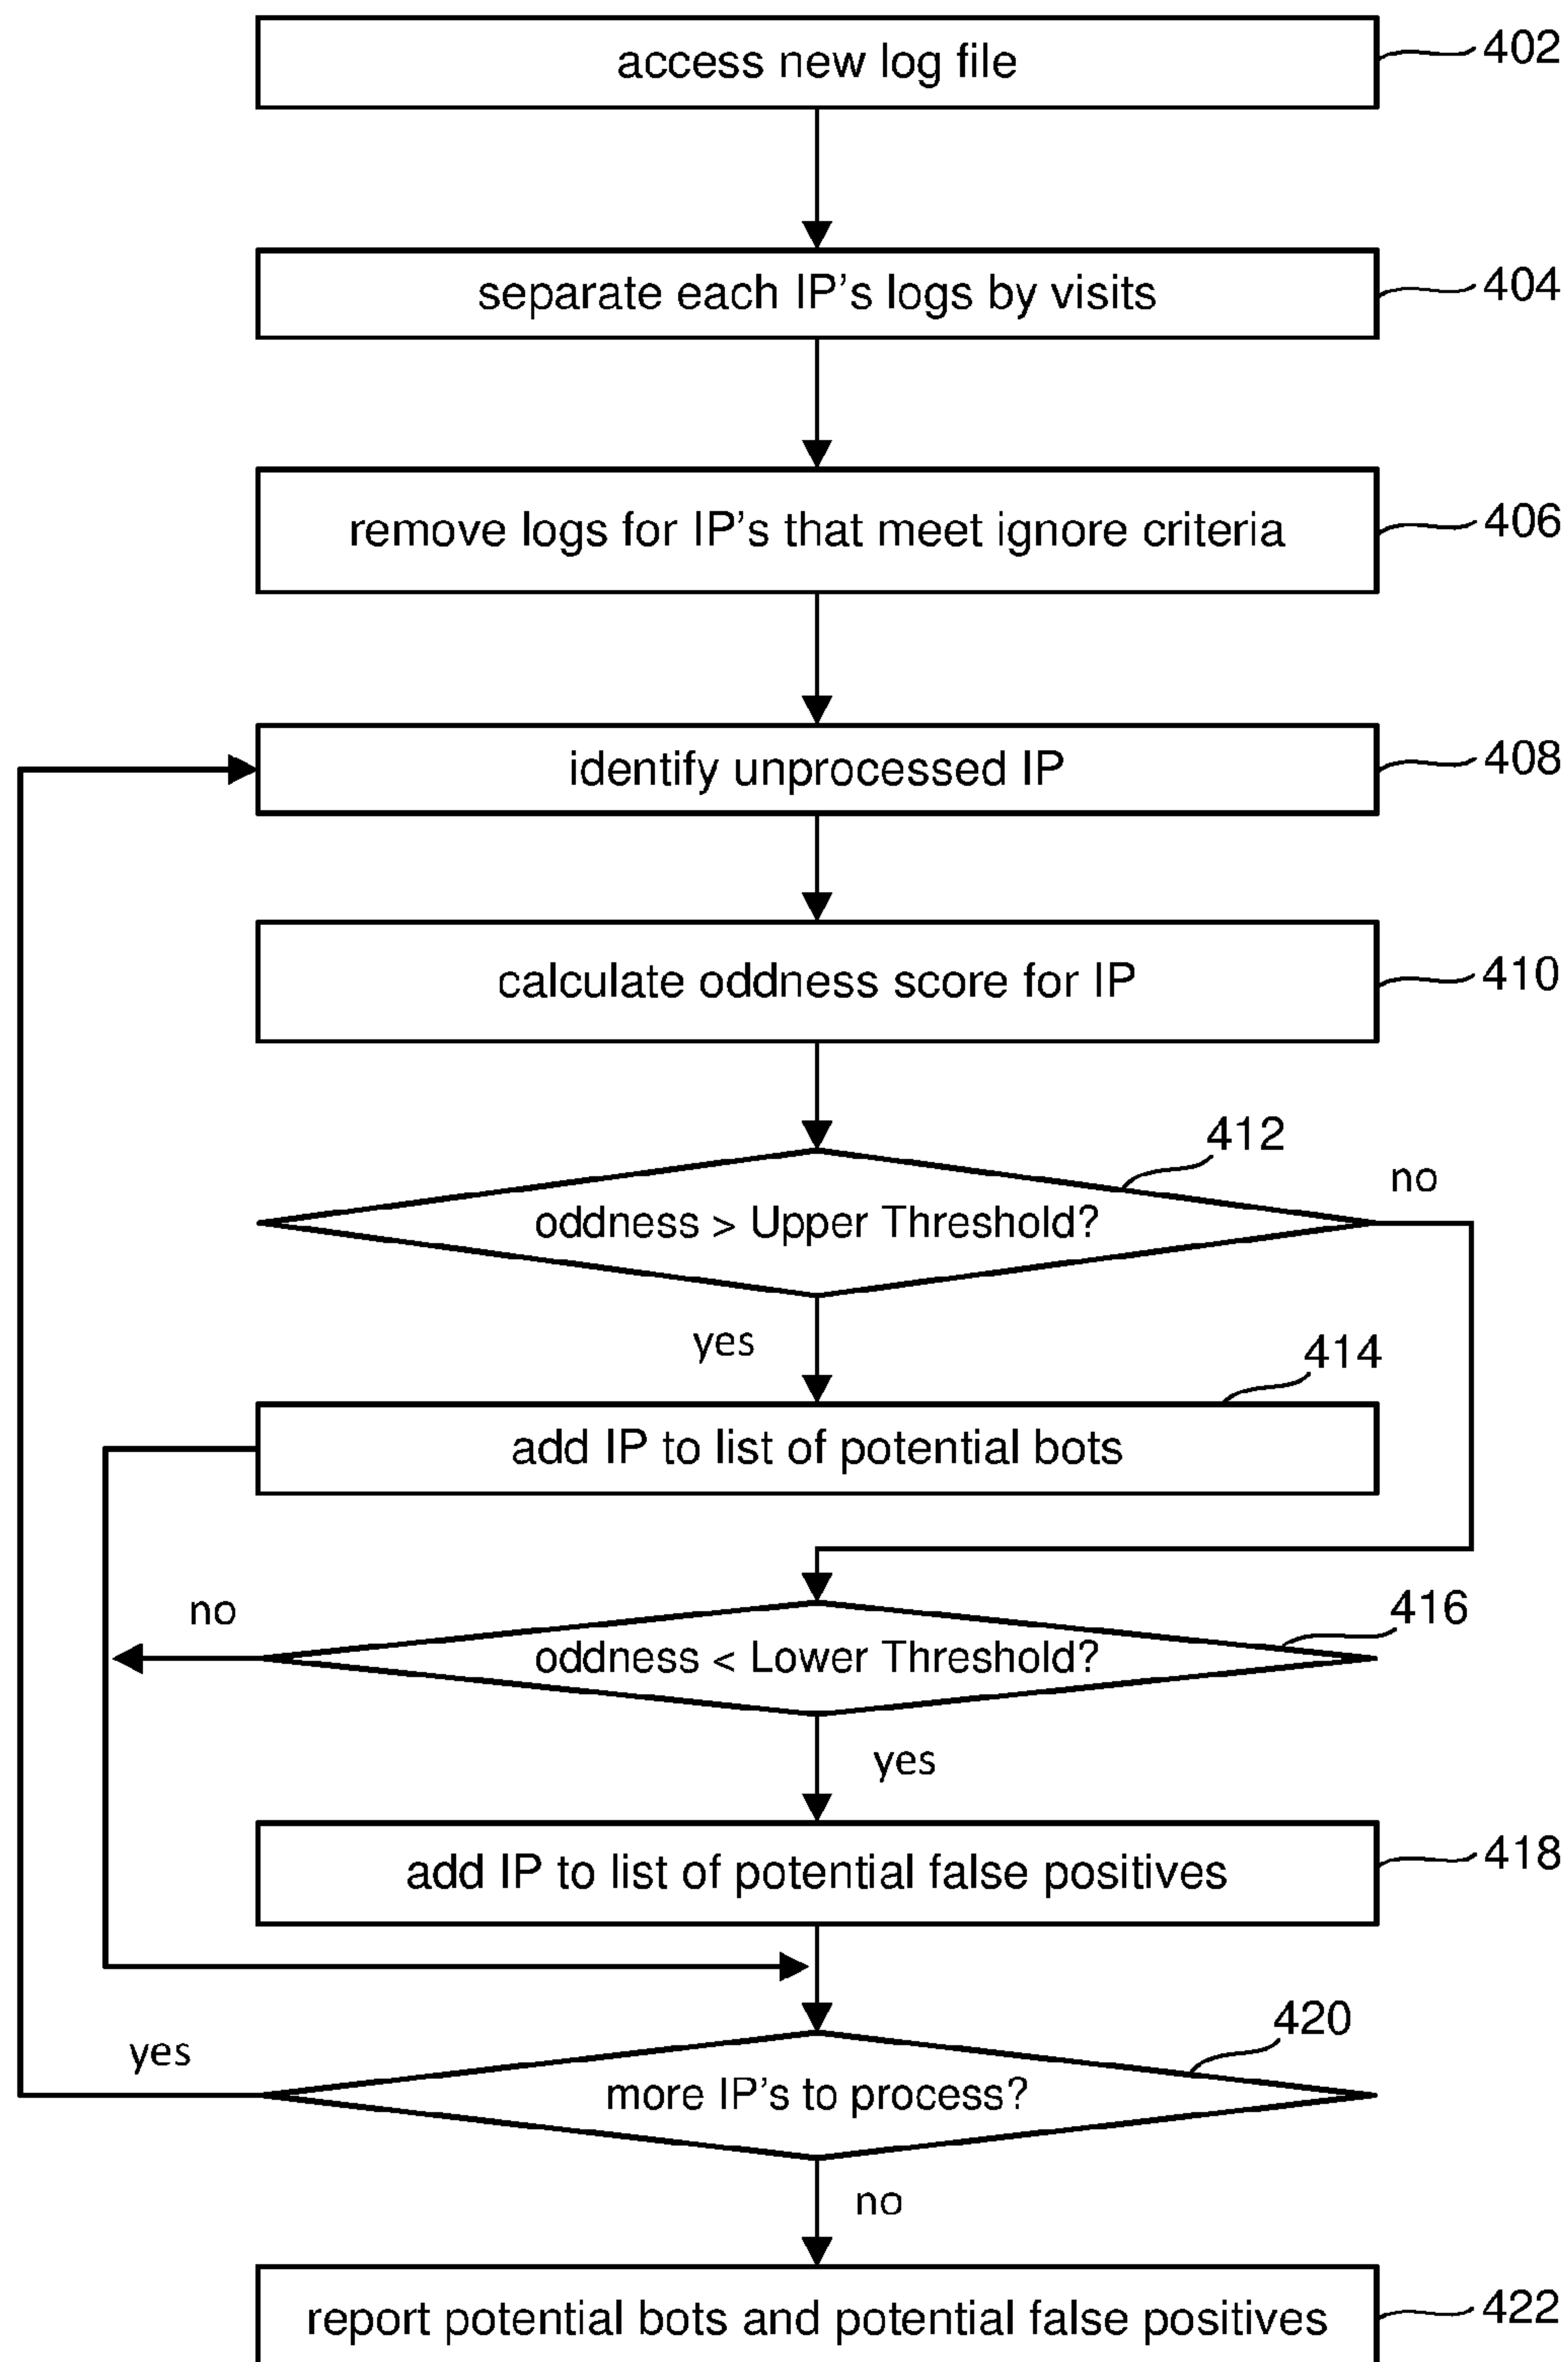 access new log file
402
separate each IP's logs by visits
404
remove logs for IP's that meet ignore criteria
406
identify unprocessed IP
408
calculate oddness score for IP
410
412
no
oddness > Upper Threshold?
yes
414
add IP to list of potential bots
no
416
oddness < Lower Threshold?
yes
add IP to list of potential false positives
418
420
yes
more IP's to process?
no
report potential bots and potential false positives
422